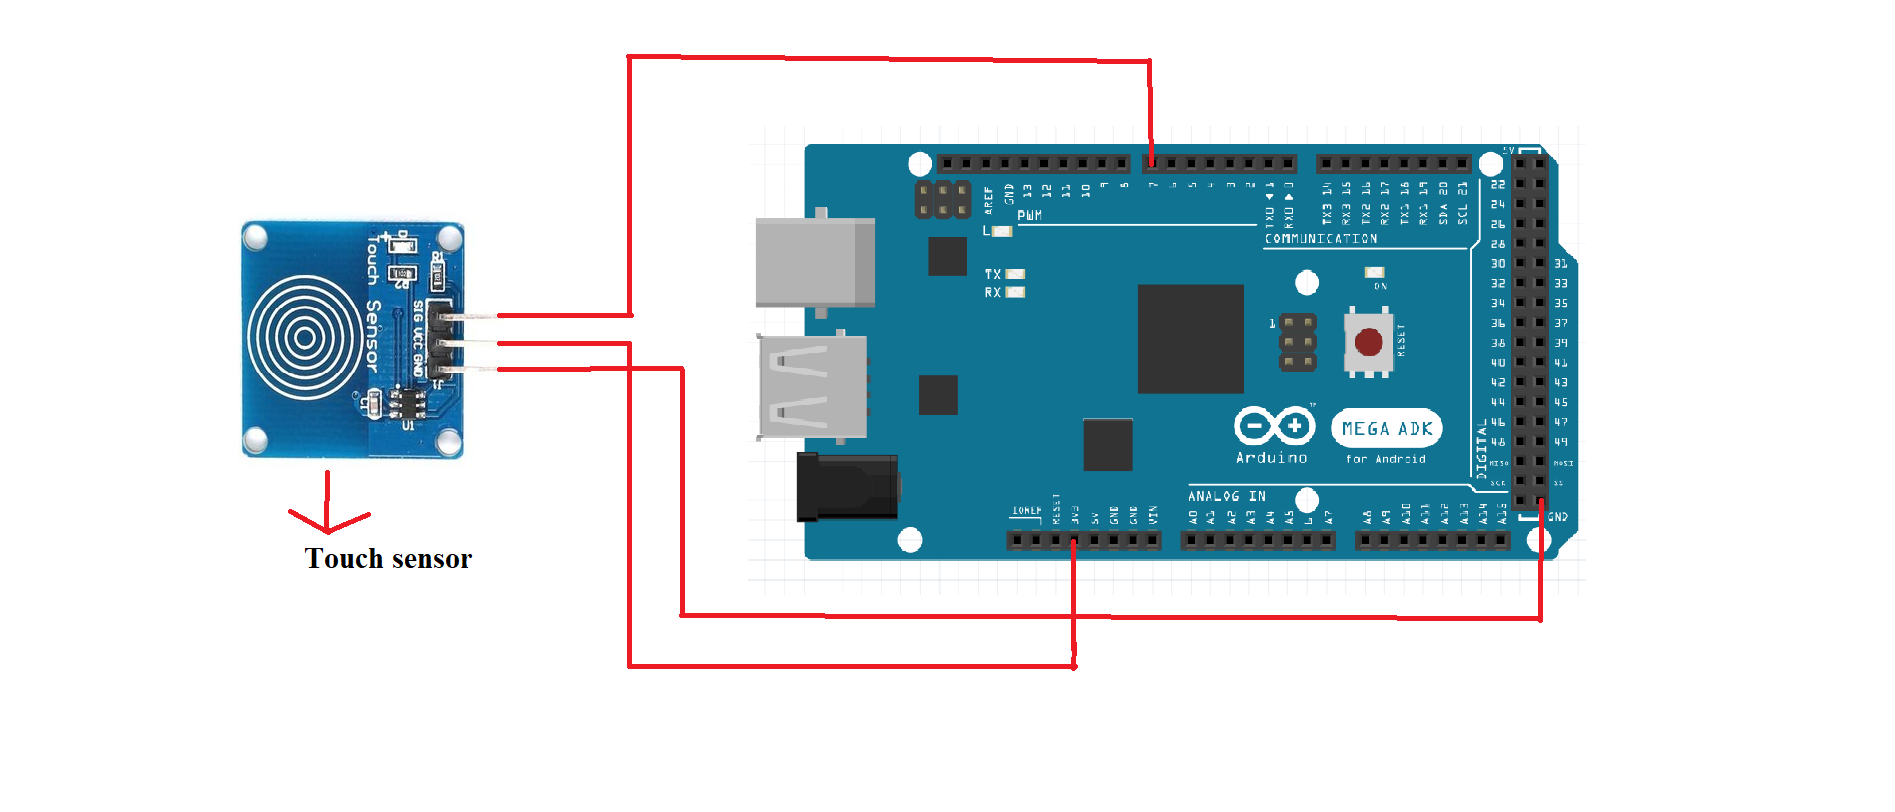 Touch Sensor
SIG VCC GND
J1
U1
Touch sensor
AREF
GND
13
12
11
10
9
8
7
6
5
4
3
2
TX0 1
RX0 0
TX3 14
RX3 15
TX2 16
RX2 17
TX1 18
RX1 19
SDA 20
SCL 21
5V
PWM
L
COMMUNICATION
TX
RX
ON
1
RESET
22
24
26
28
30 31
32 33
34 35
36 37
38 39
40 41
42 43
44 45
46 47
48 49
MISO MOSI
SCK
GND
DIGITAL
Arduino
MEGA ADK
for Android
ANALOG IN
IOREF
RESET
3V3
5V
GND
GND
VIN
A0
A1
A2
A3
A4
A5
A7
A8
A9
A10
A11
A12
A13
A14
A15